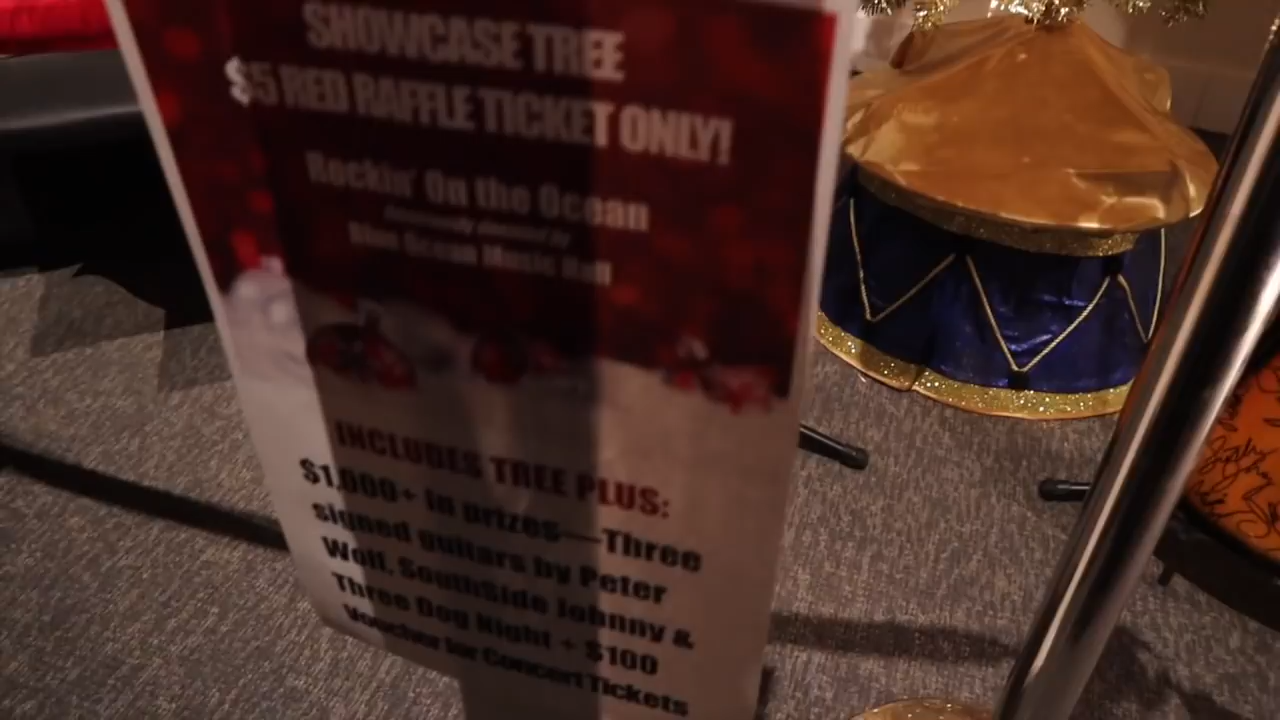 SHOWCASE TREE
$5 RED RAFFLE TICKET ONLY!
Rockin' On the Ocean
Blue Ocean Music Hall
INCLUDES TREE PLUS:
$1,000+ in prizes—Three
signed guitars by Peter
Wolf, SouthSide Johnny &
Three Dog Night + $100
Voucher for Concert Tickets